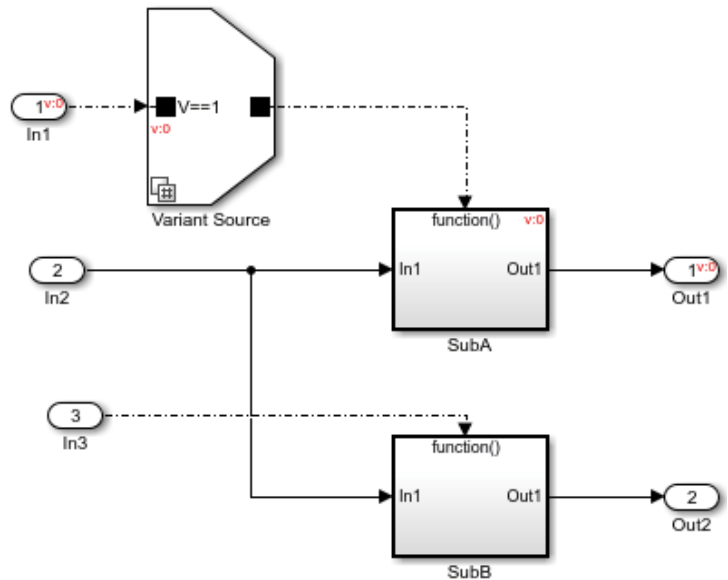 1 v:0
In1
V==1
v:0
Variant Source
function() v:0
In1 Out1
SubA
1 v:0
Out1
2
In2
3
In3
function()
In1 Out1
SubB
2
Out2